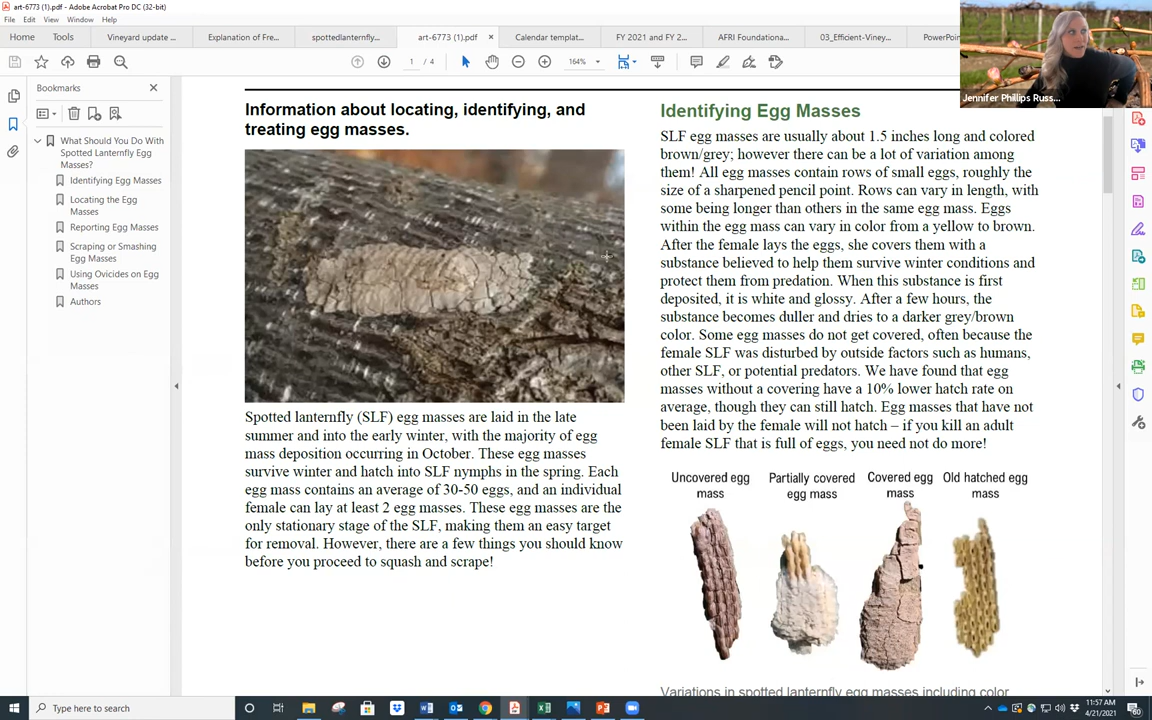 art-6773 (1).pdf - Adobe Acrobat Pro DC (32-bit)
File Edit View Window Help
Home Tools Vineyard update ... Explanation of Fre... spottedlanternfly... art-6773 (1).pdf × Calendar templat... FY 2021 and FY 2... AFRI Foundationa... 03_Efficient-Viney... PowerPoin
1 / 4 164%
Jennifer Phillips Russ...
Bookmarks
What Should You Do With
Spotted Lanternfly Egg
Masses?
Identifying Egg Masses
Locating the Egg
Masses
Reporting Egg Masses
Scraping or Smashing
Egg Masses
Using Ovicides on Egg
Masses
Authors
Information about locating, identifying, and
treating egg masses.
Spotted lanternfly (SLF) egg masses are laid in the late
summer and into the early winter, with the majority of egg
mass deposition occurring in October. These egg masses
survive winter and hatch into SLF nymphs in the spring. Each
egg mass contains an average of 30-50 eggs, and an individual
female can lay at least 2 egg masses. These egg masses are the
only stationary stage of the SLF, making them an easy target
for removal. However, there are a few things you should know
before you proceed to squash and scrape!
Identifying Egg Masses
SLF egg masses are usually about 1.5 inches long and colored
brown/grey; however there can be a lot of variation among
them! All egg masses contain rows of small eggs, roughly the
size of a sharpened pencil point. Rows can vary in length, with
some being longer than others in the same egg mass. Eggs
within the egg mass can vary in color from a yellow to brown.
After the female lays the eggs, she covers them with a
substance believed to help them survive winter conditions and
protect them from predation. When this substance is first
deposited, it is white and glossy. After a few hours, the
substance becomes duller and dries to a darker grey/brown
color. Some egg masses do not get covered, often because the
female SLF was disturbed by outside factors such as humans,
other SLF, or potential predators. We have found that egg
masses without a covering have a 10% lower hatch rate on
average, though they can still hatch. Egg masses that have not
been laid by the female will not hatch – if you kill an adult
female SLF that is full of eggs, you need not do more!
Uncovered egg
mass
Partially covered
egg mass
Covered egg
mass
Old hatched egg
mass
Variations in spotted lanternfly egg masses including color
Type here to search
11:57 AM
4/21/2021
60